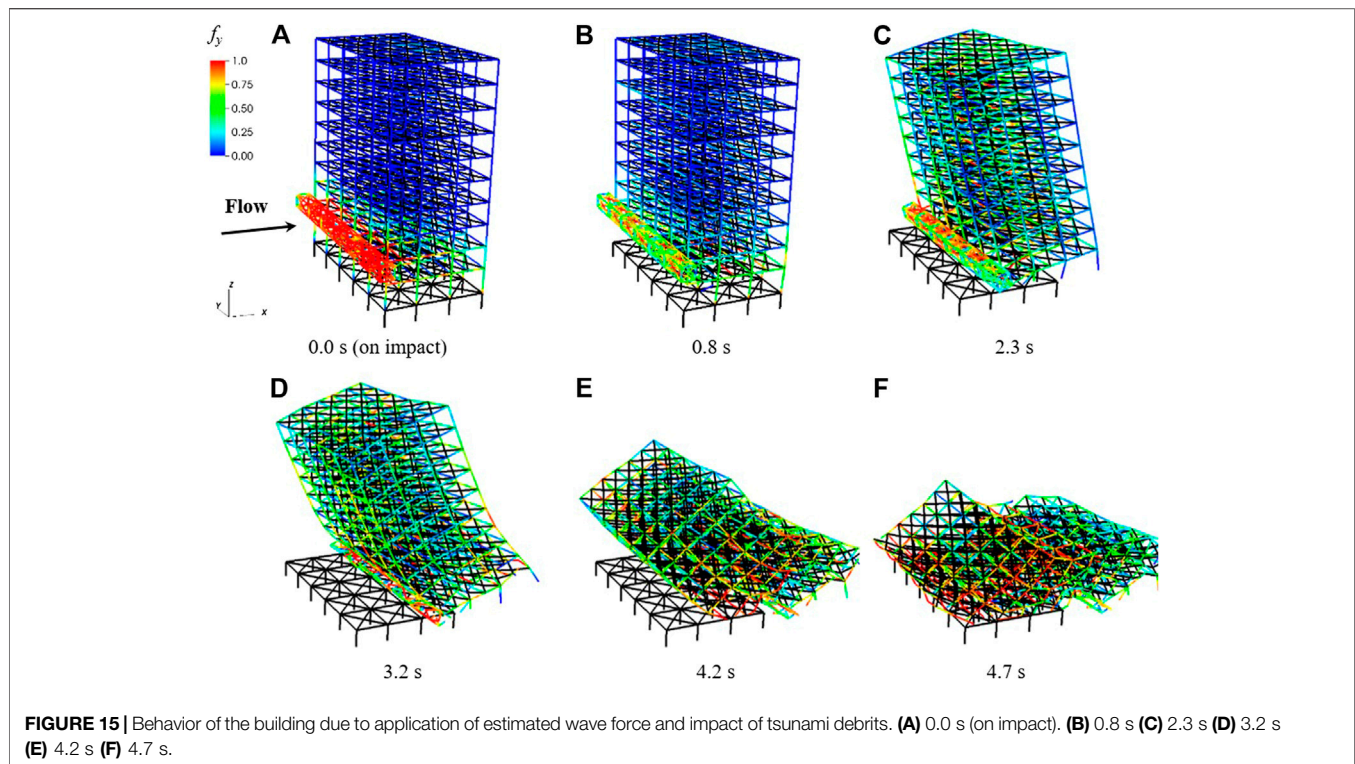 A
B
C
f_y
1.0
0.75
0.50
0.25
0.00
Flow
Z
Y
X
0.0 s (on impact)
0.8 s
2.3 s
D
E
F
3.2 s
4.2 s
4.7 s
FIGURE 15 | Behavior of the building due to application of estimated wave force and impact of tsunami debrits. (A) 0.0 s (on impact). (B) 0.8 s (C) 2.3 s (D) 3.2 s
(E) 4.2 s (F) 4.7 s.